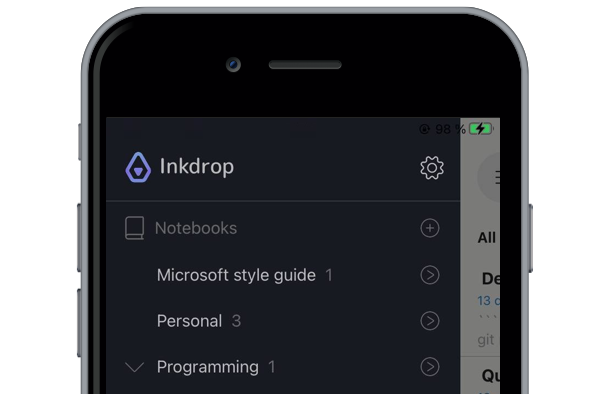 98 %
Inkdrop
Notebooks
All
Microsoft style guide 1
De
13 d
Personal 3
git
Programming 1
Qu